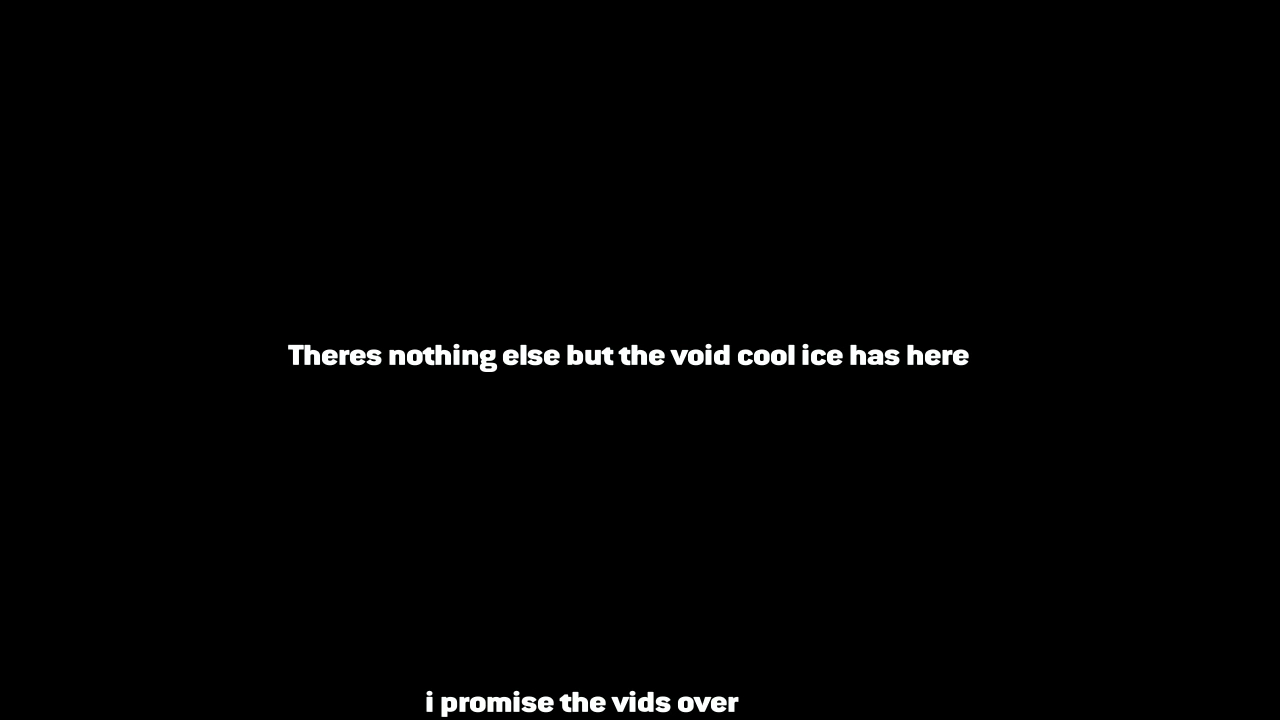 Theres nothing else but the void cool ice has here
i promise the vids over